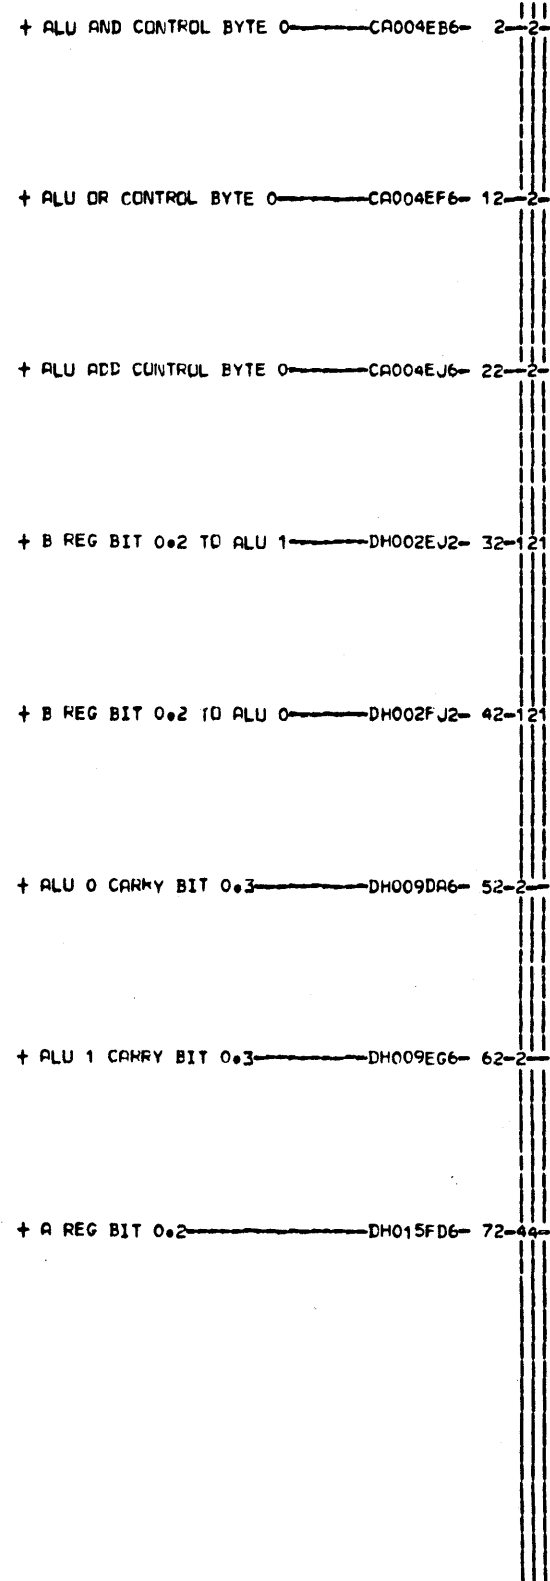 + ALU AND CONTROL BYTE 0 CA004EB6- 2-2-
+ ALU OR CONTROL BYTE 0 CA004EF6- 12-2-
+ ALU ADD CONTROL BYTE 0 CA004EJ6- 22-2-
+ B REG BIT 0.2 TO ALU 1 DH002EJ2- 32-121
+ B REG BIT 0.2 TO ALU 0 DH002FJ2- 42-121
+ ALU 0 CARRY BIT 0.3 DH009DA6- 52-2-
+ ALU 1 CARRY BIT 0.3 DH009EG6- 62-2-
+ A REG BIT 0.2 DH015FD6- 72-44-